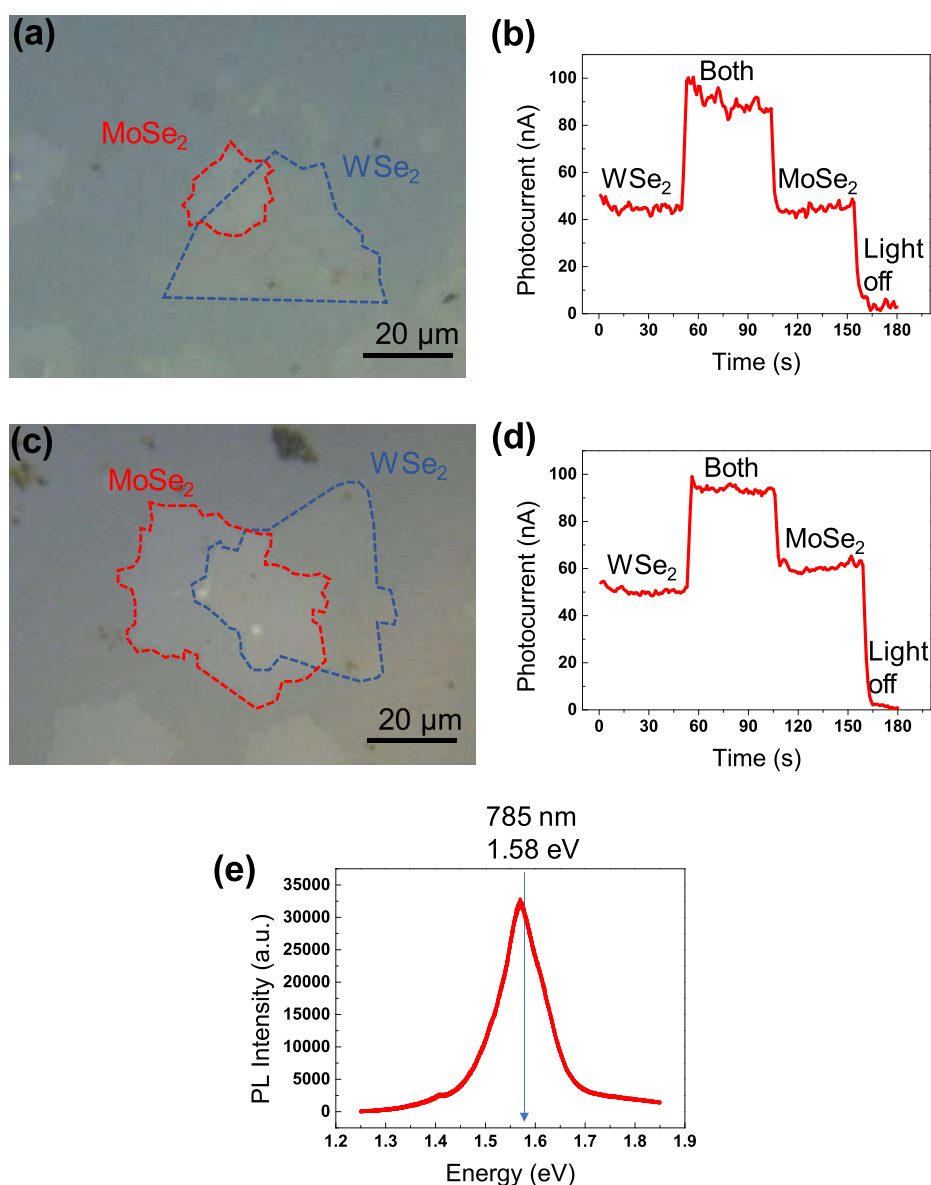 (a)
MoSe₂
WSe₂
20 μm
(b)
Photocurrent (nA)
100
80
60
40
20
0
WSe₂
Both
MoSe₂
Light
off
0 30 60 90 120 150 180
Time (s)
(c)
MoSe₂
WSe₂
20 μm
(d)
Photocurrent (nA)
100
80
60
40
20
0
WSe₂
Both
MoSe₂
Light
off
0 30 60 90 120 150 180
Time (s)
785 nm
1.58 eV
(e)
PL Intensity (a.u.)
35000
30000
25000
20000
15000
10000
5000
0
1.2 1.3 1.4 1.5 1.6 1.7 1.8 1.9
Energy (eV)